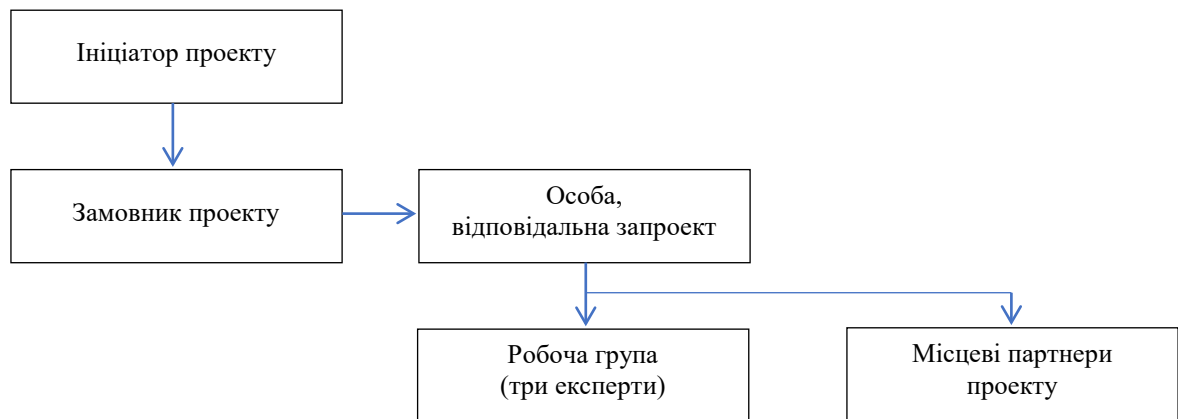 Ініціатор проекту
Замовник проекту
Особа,
відповідальна запроект
Робоча група
(три експерти)
Місцеві партнери
проекту